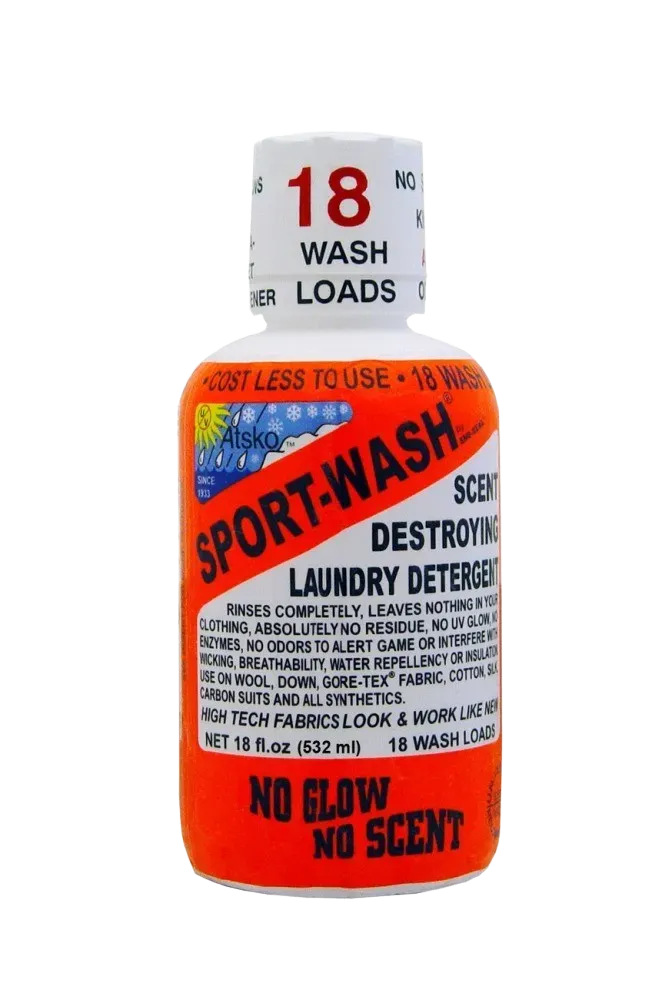 18
WASH
LOADS
NO
ENER
• COST LESS TO USE • 18 WASH
Atsko™
SINCE
1933
SPORT-WASH®
SCENT
DESTROYING
LAUNDRY DETERGENT
RINSES COMPLETELY, LEAVES NOTHING IN YOUR
CLOTHING, ABSOLUTELY NO RESIDUE, NO UV GLOW, NO
ENZYMES, NO ODORS TO ALERT GAME OR INTERFERE WITH
WICKING, BREATHABILITY, WATER REPELLENCY OR INSULATION
USE ON WOOL, DOWN, GORE-TEX® FABRIC, COTTON, SILK,
CARBON SUITS AND ALL SYNTHETICS.
HIGH TECH FABRICS LOOK & WORK LIKE NEW
NET 18 fl.oz (532 ml) 18 WASH LOADS
NO GLOW
NO SCENT